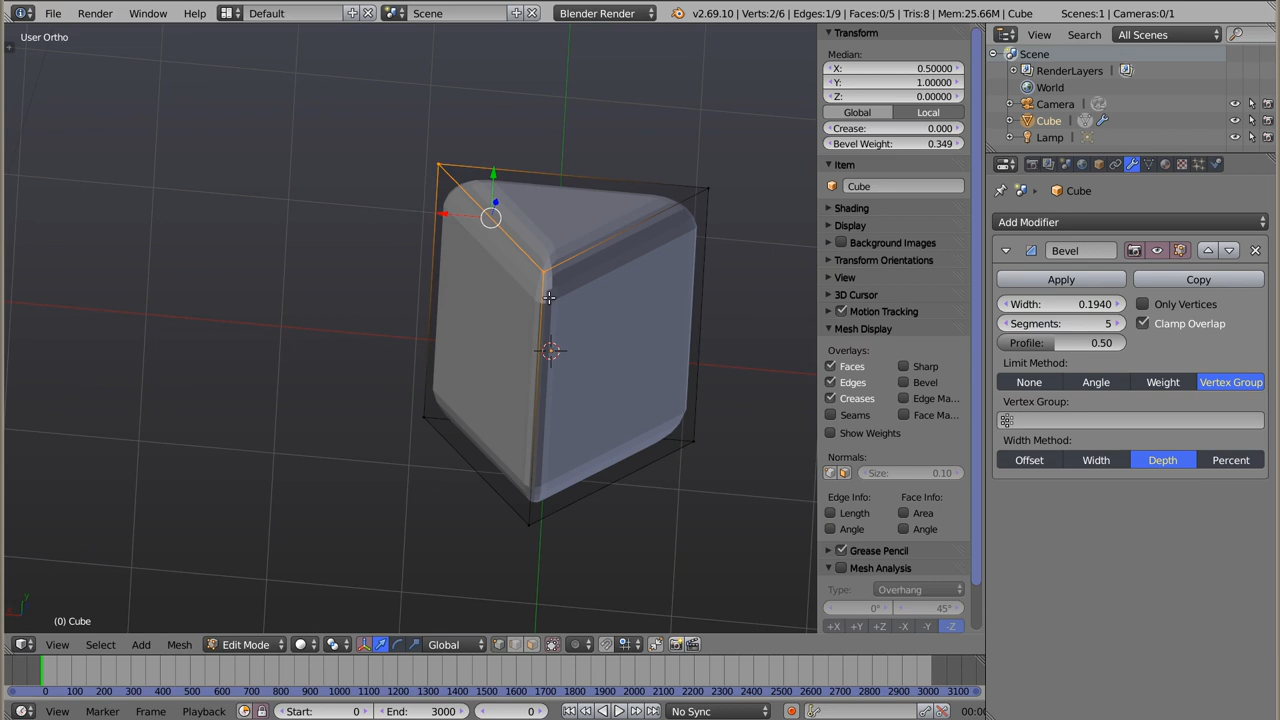 File Render Window Help Default Scene Blender Render v2.69.10 | Verts:2/6 | Edges:1/9 | Faces:0/5 | Tris:8 | Mem:25.66M | Cube Scenes:1 | Cameras:0/1
User Ortho
(0) Cube
View Select Add Mesh Edit Mode Global
Transform
Median:
X: 0.50000
Y: 1.00000
Z: 0.00000
Global Local
Crease: 0.000
Bevel Weight: 0.349
Item
Cube
Shading
Display
Background Images
Transform Orientations
View
3D Cursor
Motion Tracking
Mesh Display
Overlays:
Faces Sharp
Edges Bevel
Creases Edge Ma...
Seams Face Ma...
Show Weights
Normals:
Size: 0.10
Edge Info: Face Info:
Length Area
Angle Angle
Grease Pencil
Mesh Analysis
Type: Overhang
0° 45°
+X +Y +Z -X -Y -Z
View Search All Scenes
Scene
RenderLayers |
World
Camera |
Cube |
Lamp |
Cube
Add Modifier
Bevel
Apply Copy
Width: 0.1940 Only Vertices
Segments: 5 Clamp Overlap
Profile: 0.50
Limit Method:
None Angle Weight Vertex Group
Vertex Group:
Width Method:
Offset Width Depth Percent
0 100 200 300 400 500 600 700 800 900 1000 1100 1200 1300 1400 1500 1600 1700 1800 1900 2000 2100 2200 2300 2400 2500 2600 2700 2800 2900 3000 3100
View Marker Frame Playback Start: 0 End: 3000 0 No Sync